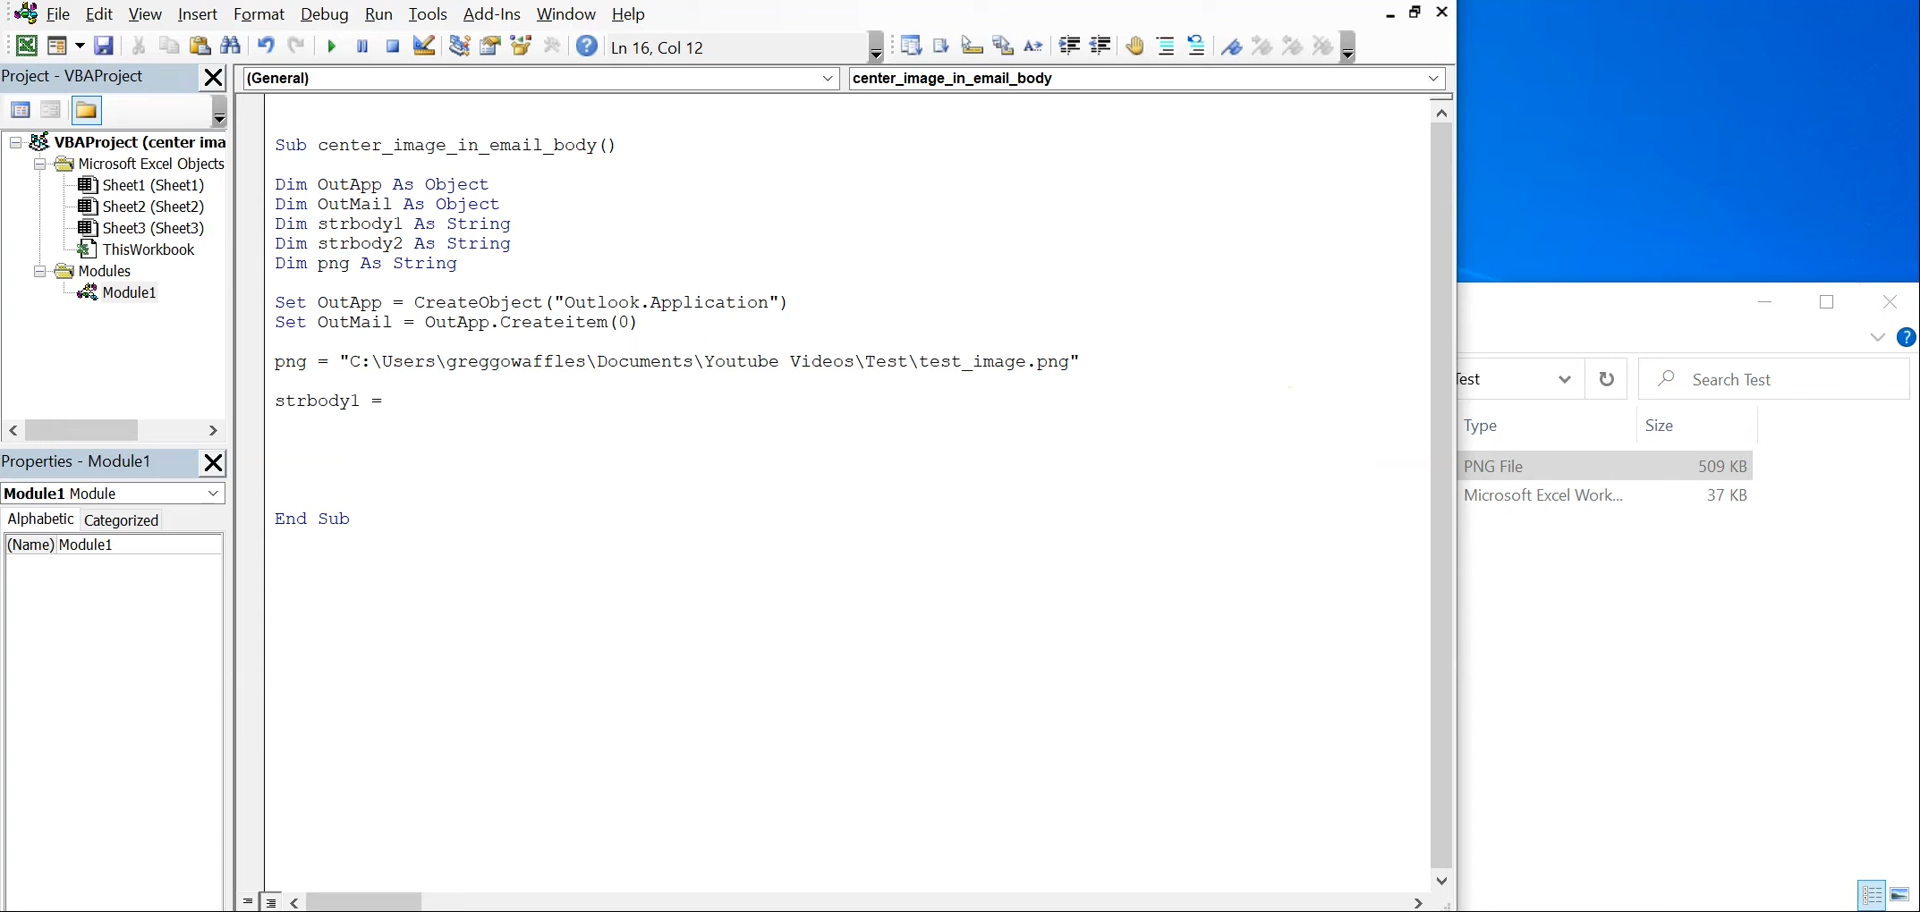 File Edit View Insert Format Debug Run Tools Add-Ins Window Help
Ln 16, Col 12
Project - VBAProject
(General) center_image_in_email_body
VBAProject (center ima
Microsoft Excel Objects
Sheet1 (Sheet1)
Sheet2 (Sheet2)
Sheet3 (Sheet3)
ThisWorkbook
Modules
Module1
Properties - Module1
Module1 Module
Alphabetic Categorized
(Name) Module1
Sub center_image_in_email_body()
Dim OutApp As Object
Dim OutMail As Object
Dim strbody1 As String
Dim strbody2 As String
Dim png As String
Set OutApp = CreateObject("Outlook.Application")
Set OutMail = OutApp.Createitem(0)
png = "C:\Users\greggowaffles\Documents\Youtube Videos\Test\test_image.png"
strbody1 =
End Sub
Test Search Test
Type Size
PNG File 509 KB
Microsoft Excel Work... 37 KB